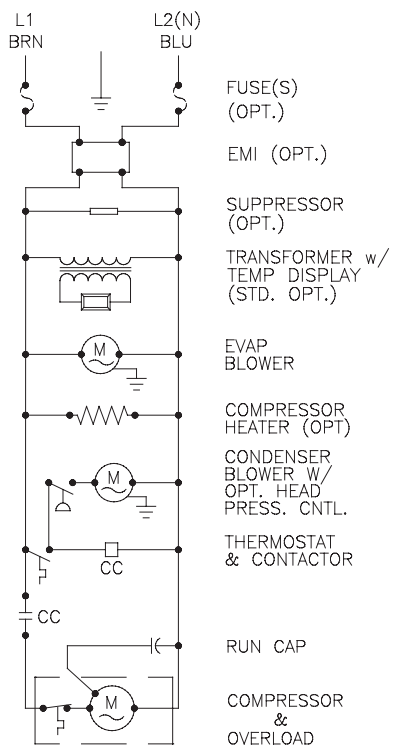 L1
BRN
L2(N)
BLU
FUSE(S)
(OPT.)
EMI (OPT.)
SUPPRESSOR
(OPT.)
TRANSFORMER w/
TEMP DISPLAY
(STD. OPT.)
M
EVAP
BLOWER
COMPRESSOR
HEATER (OPT)
M
CONDENSER
BLOWER W/
OPT. HEAD
PRESS. CNTL.
CC
THERMOSTAT
& CONTACTOR
CC
RUN CAP
M
COMPRESSOR
&
OVERLOAD